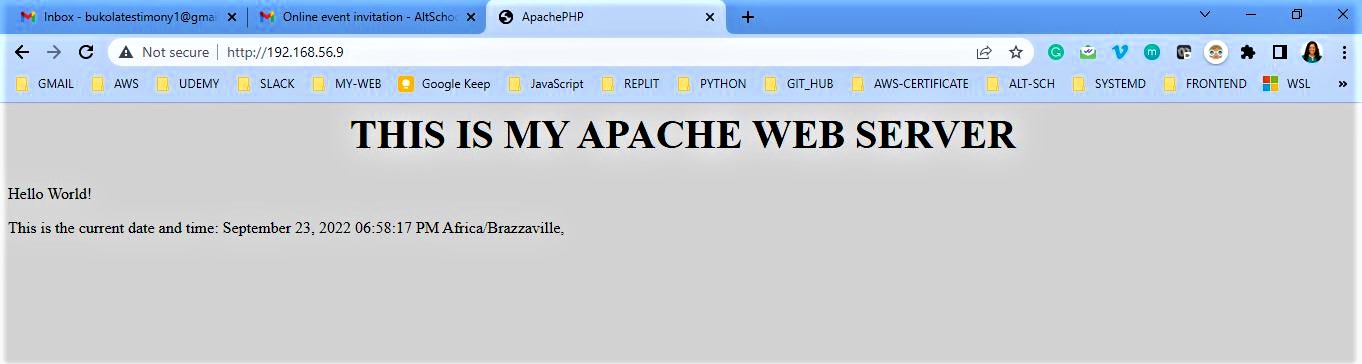 Inbox - bukolatestimony1@gmai
Online event invitation - AltSchoo
ApachePHP
Not secure http://192.168.56.9
GMAIL AWS UDEMY SLACK MY-WEB Google Keep JavaScript REPLIT PYTHON GIT_HUB AWS-CERTIFICATE ALT-SCH SYSTEMD FRONTEND WSL »
THIS IS MY APACHE WEB SERVER
Hello World!
This is the current date and time: September 23, 2022 06:58:17 PM Africa/Brazzaville,